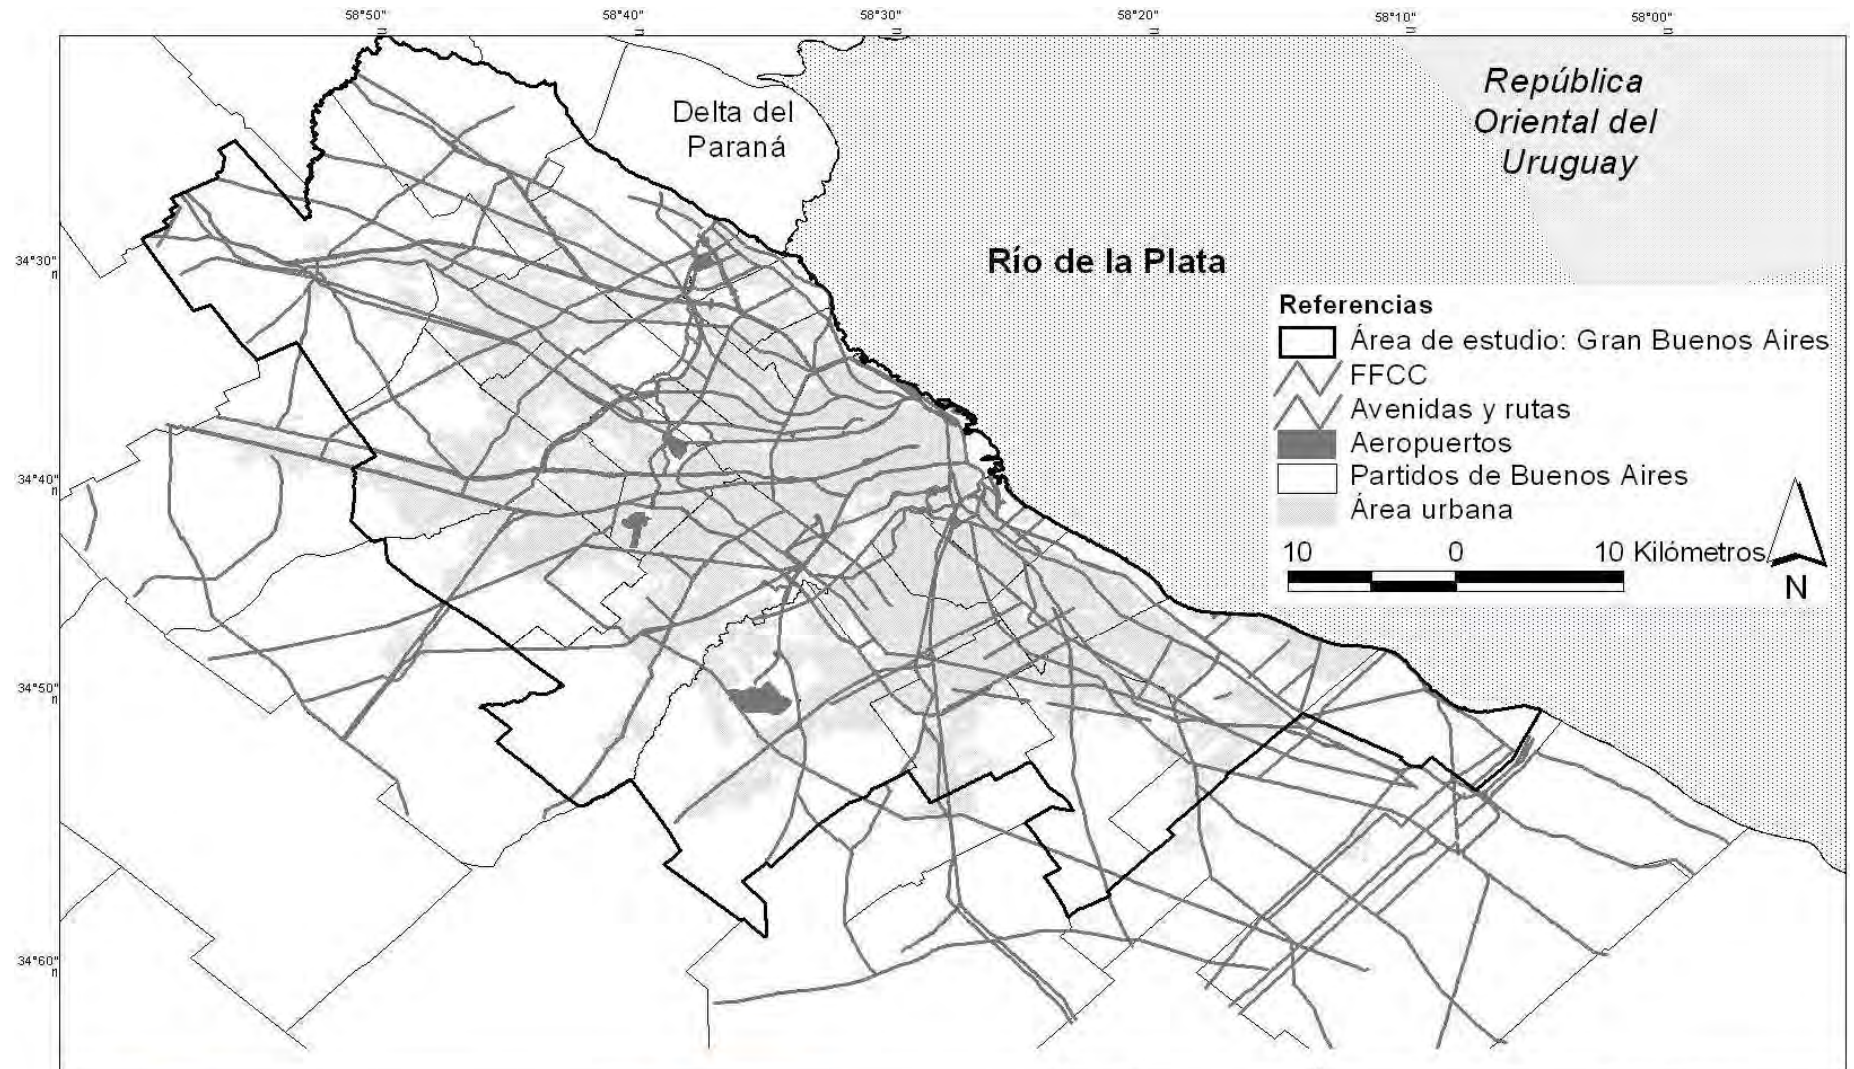 58°50"
58°40"
58°30"
58°20"
58°10"
58°00"
República
Oriental del
Uruguay
Delta del
Paraná
Río de la Plata
34°30"
34°40"
34°50"
34°60"
Referencias
Área de estudio: Gran Buenos Aires
FFCC
Avenidas y rutas
Aeropuertos
Partidos de Buenos Aires
Área urbana
10 0 10 Kilómetros
N